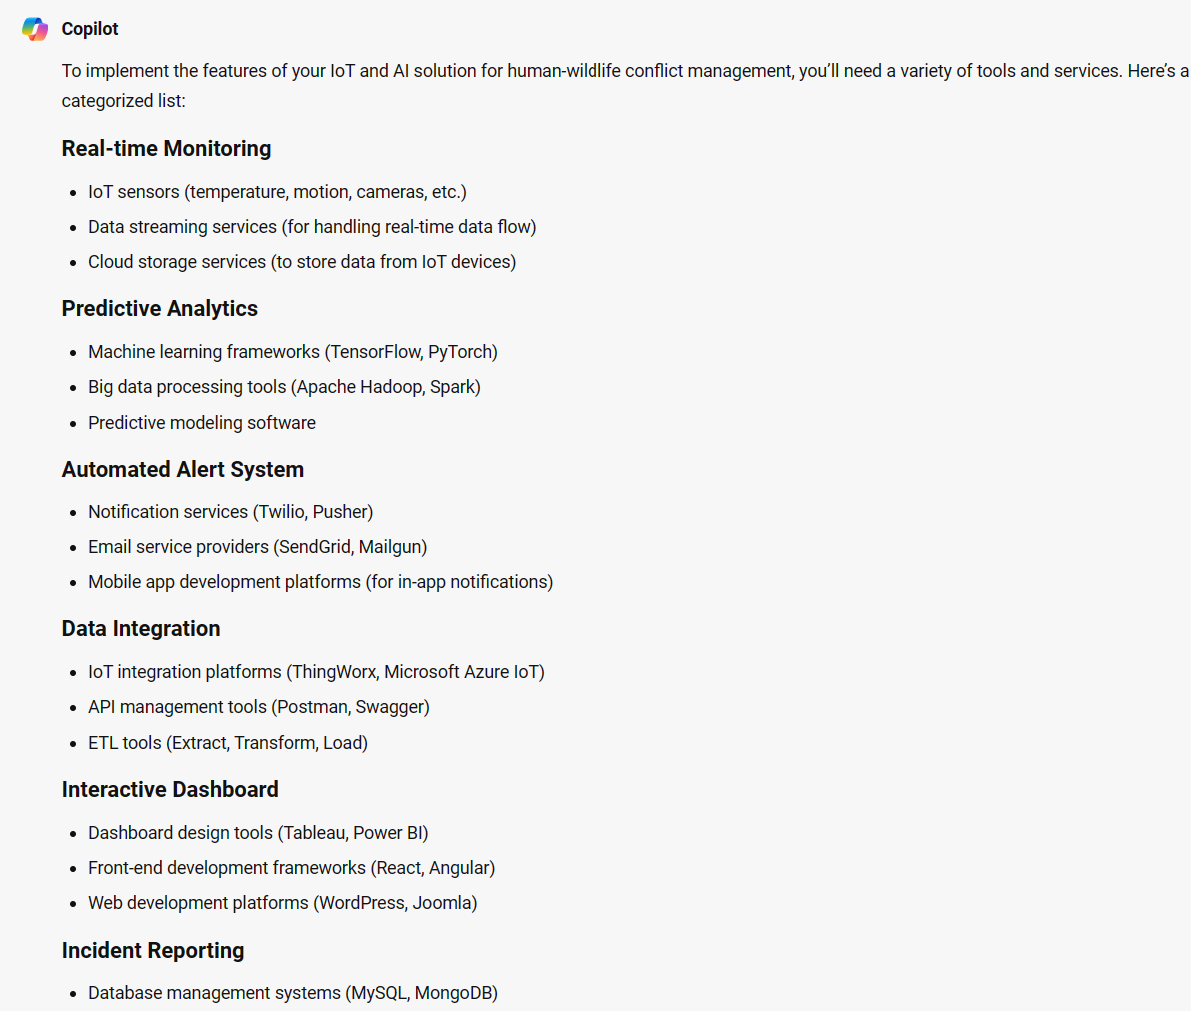 Copilot
To implement the features of your IoT and AI solution for human-wildlife conflict management, you’ll need a variety of tools and services. Here’s a
categorized list:
Real-time Monitoring
• IoT sensors (temperature, motion, cameras, etc.)
• Data streaming services (for handling real-time data flow)
• Cloud storage services (to store data from IoT devices)
Predictive Analytics
• Machine learning frameworks (TensorFlow, PyTorch)
• Big data processing tools (Apache Hadoop, Spark)
• Predictive modeling software
Automated Alert System
• Notification services (Twilio, Pusher)
• Email service providers (SendGrid, Mailgun)
• Mobile app development platforms (for in-app notifications)
Data Integration
• IoT integration platforms (ThingWorx, Microsoft Azure IoT)
• API management tools (Postman, Swagger)
• ETL tools (Extract, Transform, Load)
Interactive Dashboard
• Dashboard design tools (Tableau, Power BI)
• Front-end development frameworks (React, Angular)
• Web development platforms (WordPress, Joomla)
Incident Reporting
• Database management systems (MySQL, MongoDB)